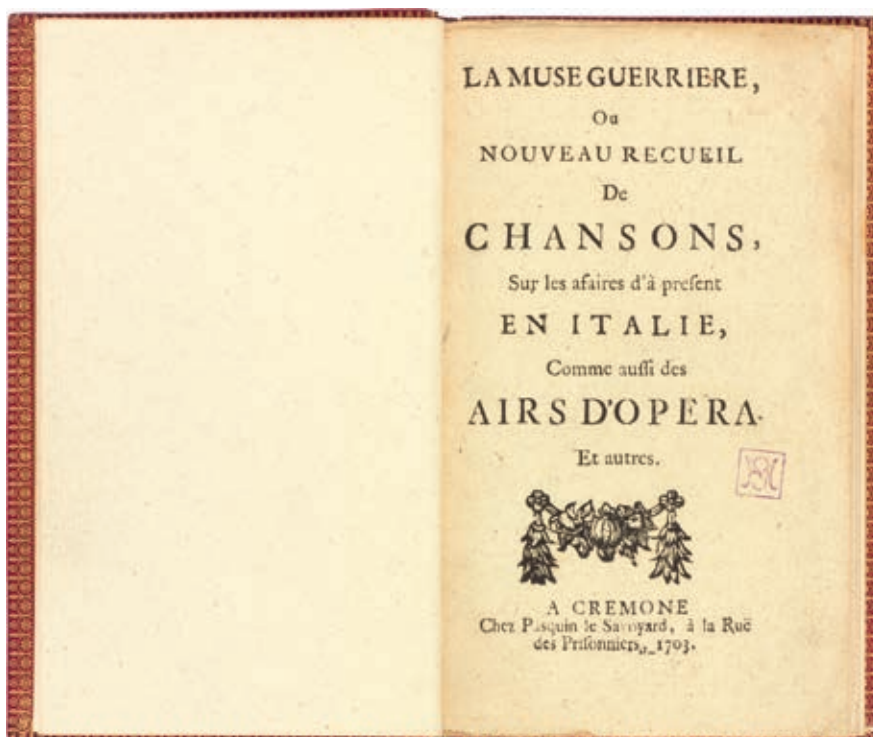 LA MUSE GUERRIERE,
Ou
NOUVEAU RECUEIL
De
CHANSONS,
Sur les afaires d'à preſent
EN ITALIE,
Comme auſſi des
AIRS D'OPERA.
Et autres.
A CREMONE
Chez Pasquin le Savoyard, à la Ruë
des Priſonniers, 1703.